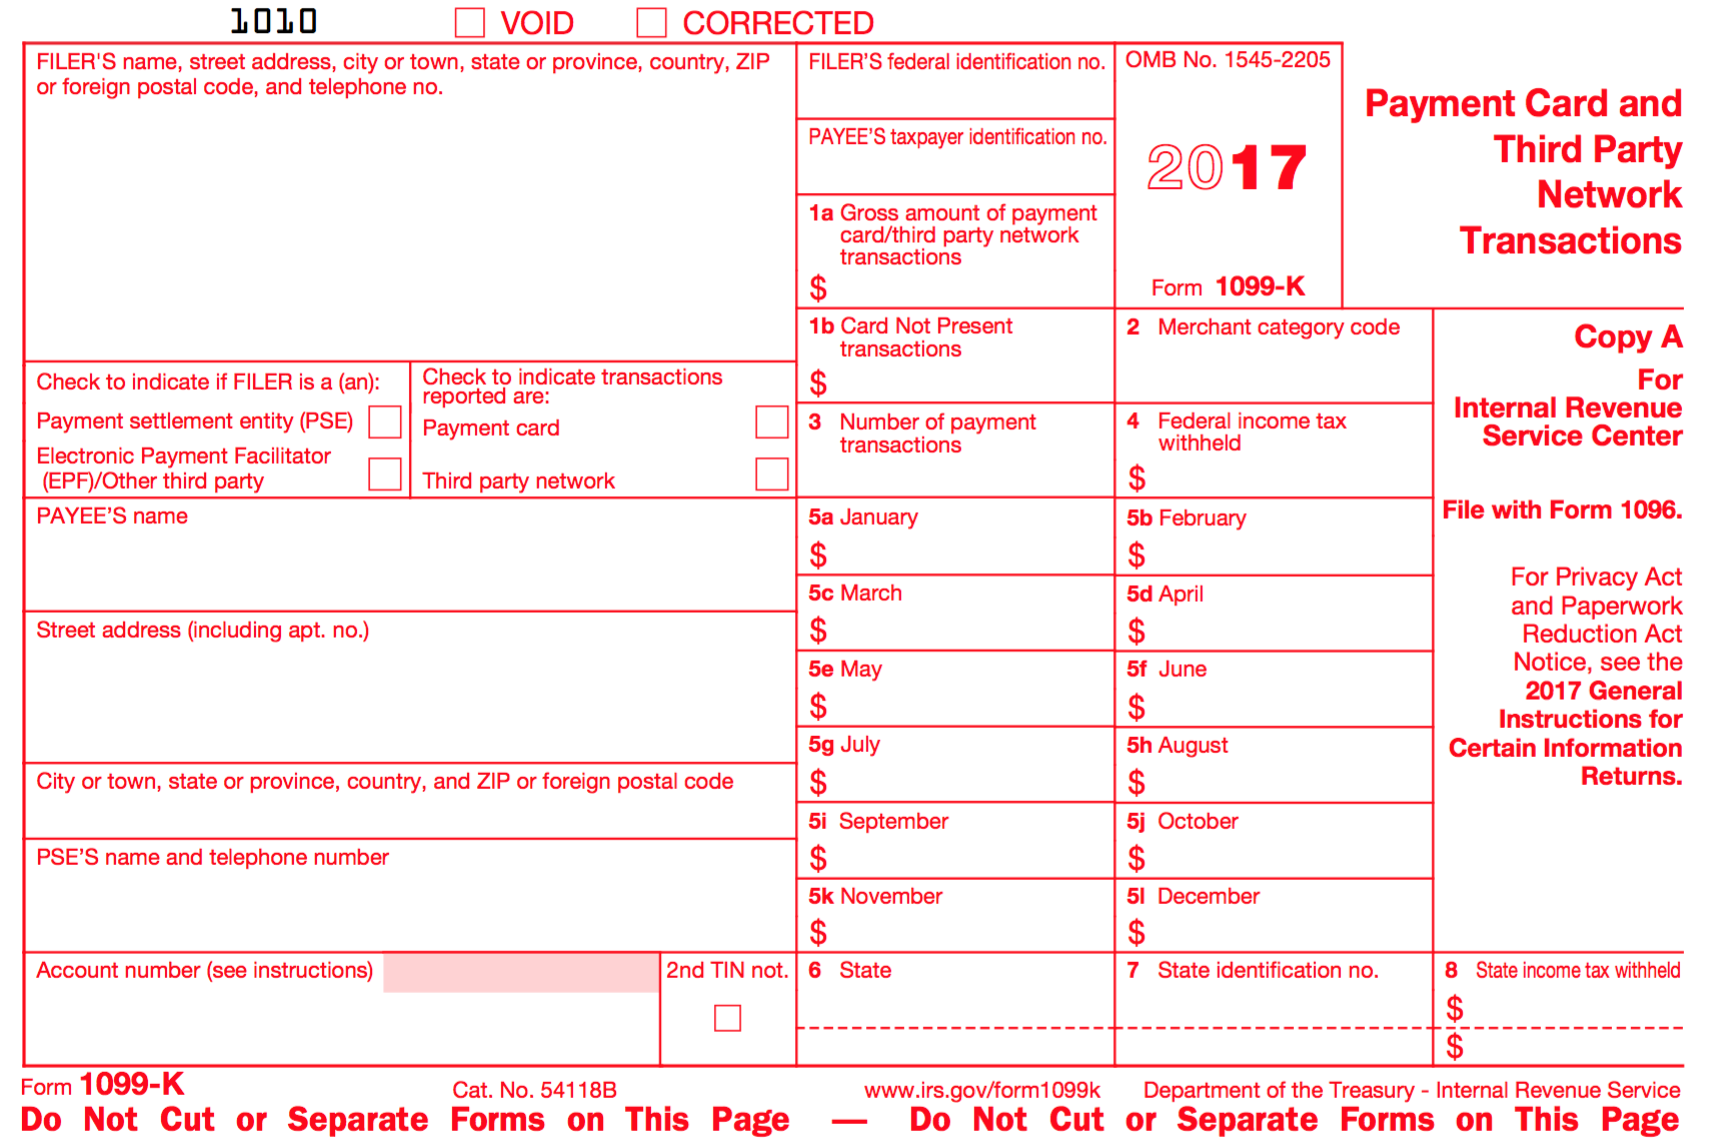 1010
VOID
CORRECTED
FILER'S name, street address, city or town, state or province, country, ZIP
or foreign postal code, and telephone no.
FILER'S federal identification no.
OMB No. 1545-2205
PAYEE'S taxpayer identification no.
2017
Form 1099-K
Payment Card and
Third Party
Network
Transactions
1a Gross amount of payment
card/third party network
transactions
$
1b Card Not Present
transactions
$
2 Merchant category code
Copy A
For
Internal Revenue
Service Center
File with Form 1096.
For Privacy Act
and Paperwork
Reduction Act
Notice, see the
2017 General
Instructions for
Certain Information
Returns.
Check to indicate if FILER is a (an):
Payment settlement entity (PSE)
Electronic Payment Facilitator
(EPF)/Other third party
Check to indicate transactions
reported are:
Payment card
Third party network
3 Number of payment
transactions
4 Federal income tax
withheld
$
PAYEE'S name
5a January
$
5b February
$
5c March
$
5d April
$
Street address (including apt. no.)
5e May
$
5f June
$
5g July
$
5h August
$
City or town, state or province, country, and ZIP or foreign postal code
5i September
$
5j October
$
PSE'S name and telephone number
5k November
$
5l December
$
Account number (see instructions)
2nd TIN not.
6 State
7 State identification no.
8 State income tax withheld
$
$
Form 1099-K
Cat. No. 54118B
www.irs.gov/form1099k
Department of the Treasury - Internal Revenue Service
Do Not Cut or Separate Forms on This Page — Do Not Cut or Separate Forms on This Page